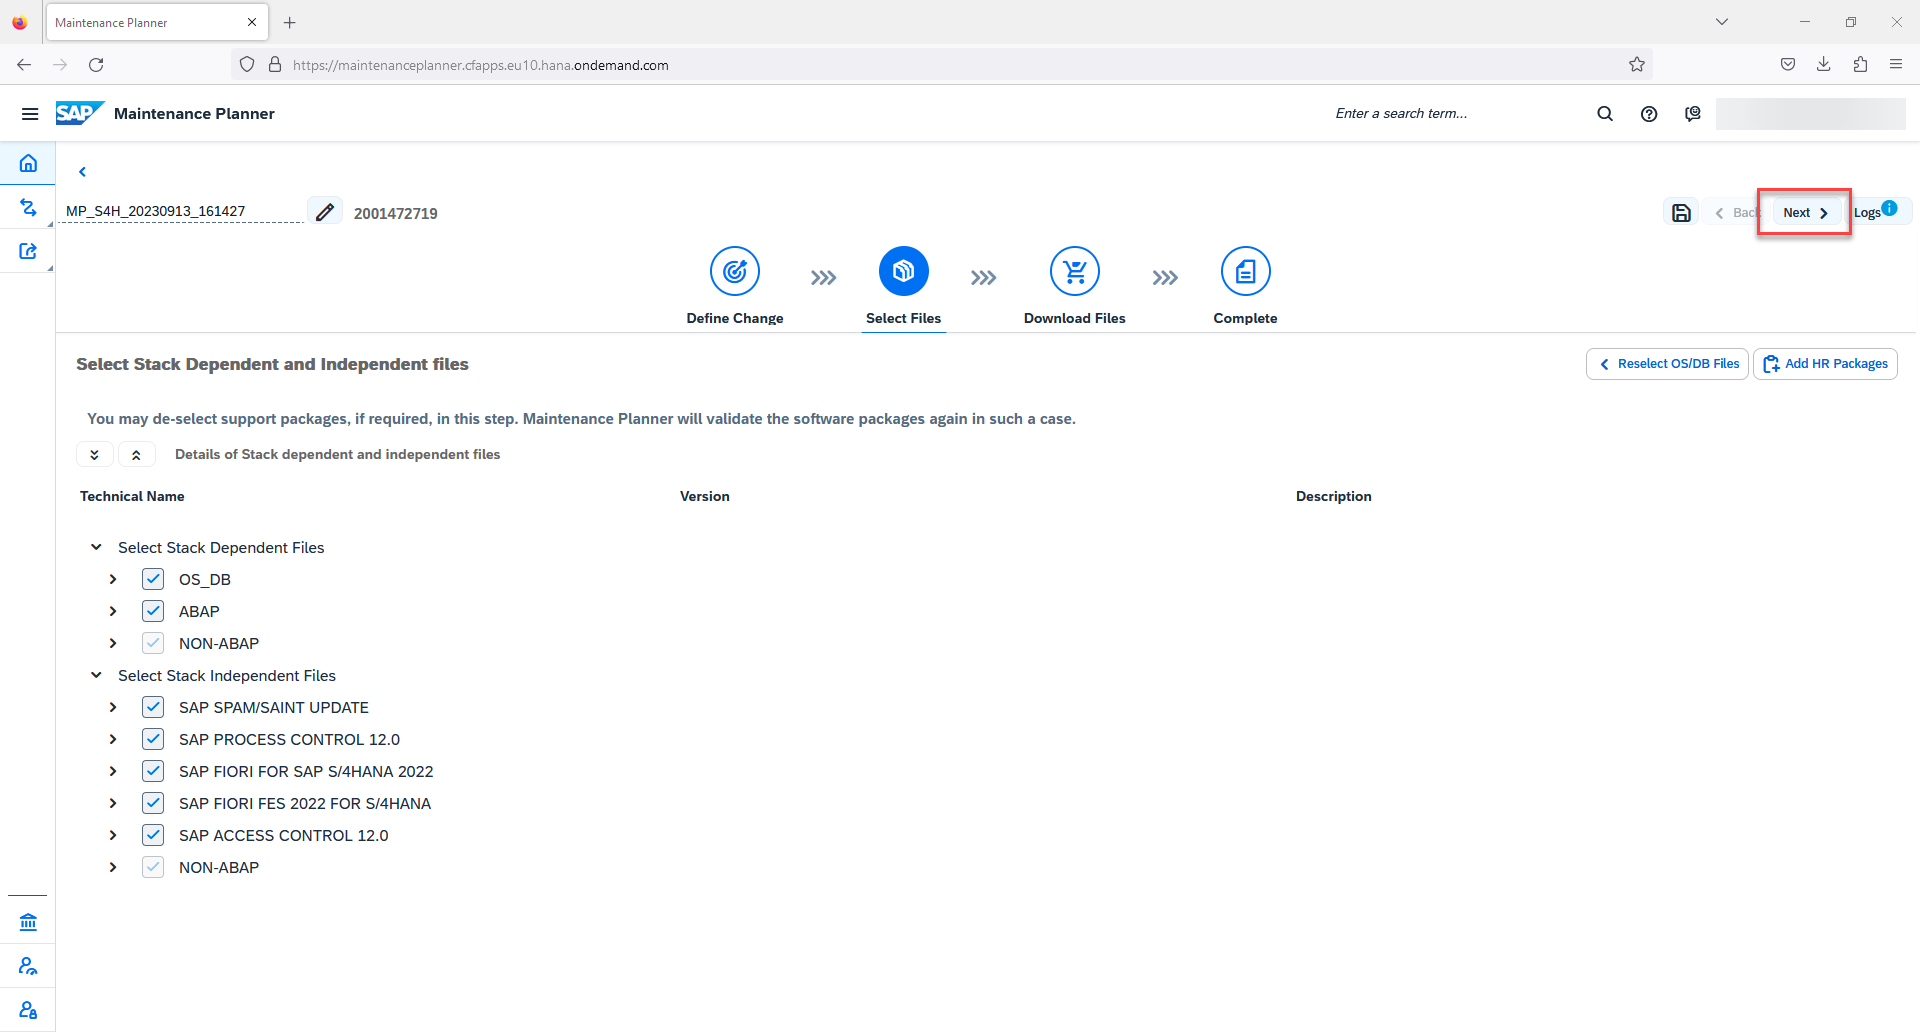 Maintenance Planner
https://maintenanceplanner.cfapps.eu10.hana.ondemand.com
SAP Maintenance Planner
Enter a search term...
MP_S4H_20230913_161427
2001472719
Back
Next
Logs
Define Change
Select Files
Download Files
Complete
Select Stack Dependent and Independent files
Reselect OS/DB Files
Add HR Packages
You may de-select support packages, if required, in this step. Maintenance Planner will validate the software packages again in such a case.
Details of Stack dependent and independent files
Technical Name Version Description
Select Stack Dependent Files
OS_DB
ABAP
NON-ABAP
Select Stack Independent Files
SAP SPAM/SAINT UPDATE
SAP PROCESS CONTROL 12.0
SAP FIORI FOR SAP S/4HANA 2022
SAP FIORI FES 2022 FOR S/4HANA
SAP ACCESS CONTROL 12.0
NON-ABAP